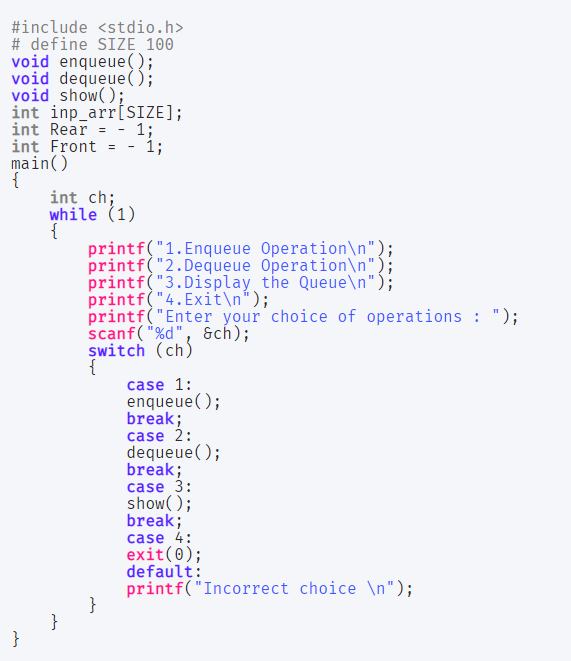 #include <stdio.h>
# define SIZE 100
void enqueue();
void dequeue();
void show();
int inp_arr[SIZE];
int Rear = - 1;
int Front = - 1;
main()
{
    int ch;
    while (1)
    {
        printf("1.Enqueue Operation\n");
        printf("2.Dequeue Operation\n");
        printf("3.Display the Queue\n");
        printf("4.Exit\n");
        printf("Enter your choice of operations : ");
        scanf("%d", &ch);
        switch (ch)
        {
            case 1:
            enqueue();
            break;
            case 2:
            dequeue();
            break;
            case 3:
            show();
            break;
            case 4:
            exit(0);
            default:
            printf("Incorrect choice \n");
        }
    }
}